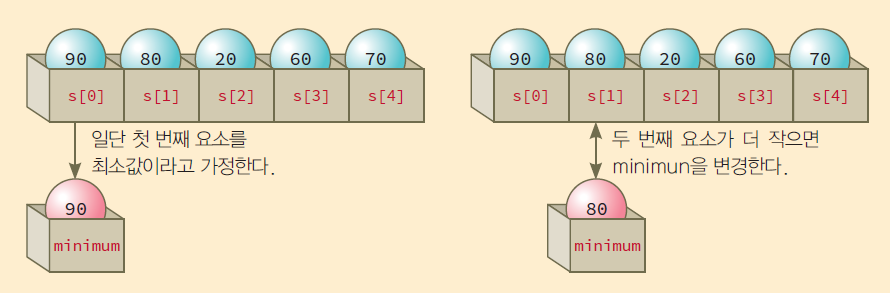 90 80 20 60 70
s[0] s[1] s[2] s[3] s[4]
일단 첫 번째 요소를
최소값이라고 가정한다.
90
minimum
90 80 20 60 70
s[0] s[1] s[2] s[3] s[4]
두 번째 요소가 더 작으면
minimun을 변경한다.
80
minimum